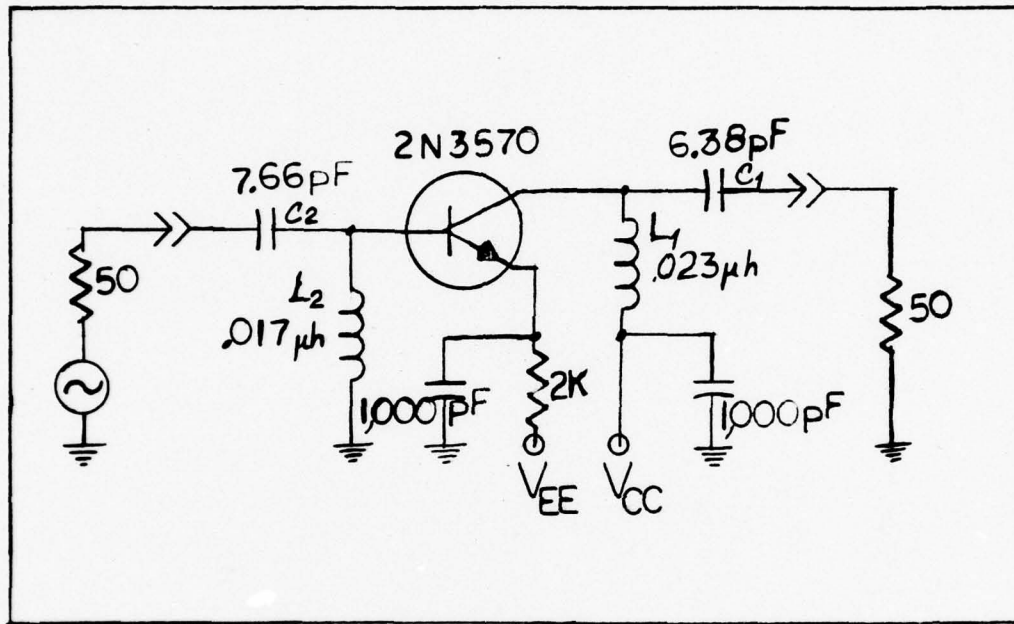 2N3570
6.38pF
C1
7.66pF
C2
50
L2
.017μh
L1
.023μh
50
1,000pF
2K
1,000pF
VEE
VCC